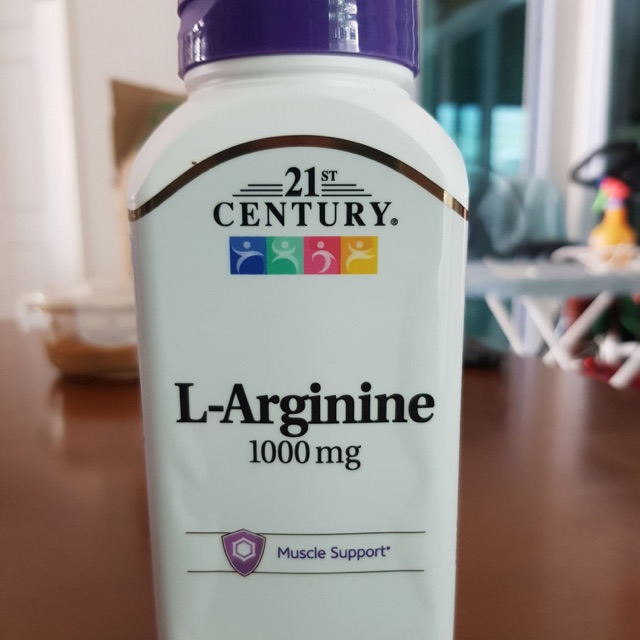 21ST
CENTURY®
L-Arginine
1000 mg
Muscle Support*